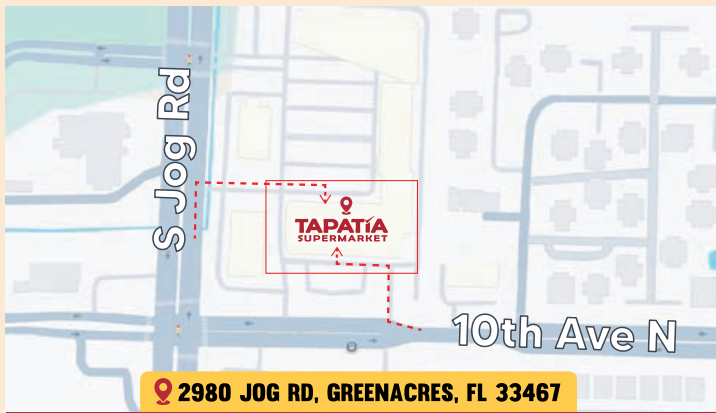 S Jog Rd
TAPATÍA
SUPERMARKET
10th Ave N
2980 JOG RD, GREENACRES, FL 33467